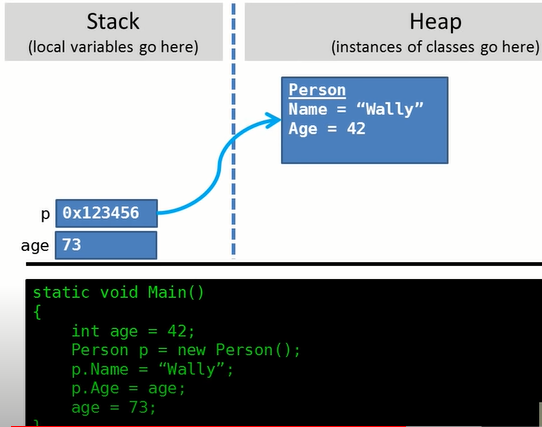 Stack
(local variables go here)
Heap
(instances of classes go here)
Person
Name = “Wally”
Age = 42
p 0x123456
age 73
static void Main()
{
int age = 42;
Person p = new Person();
p.Name = “Wally”;
p.Age = age;
age = 73;
}